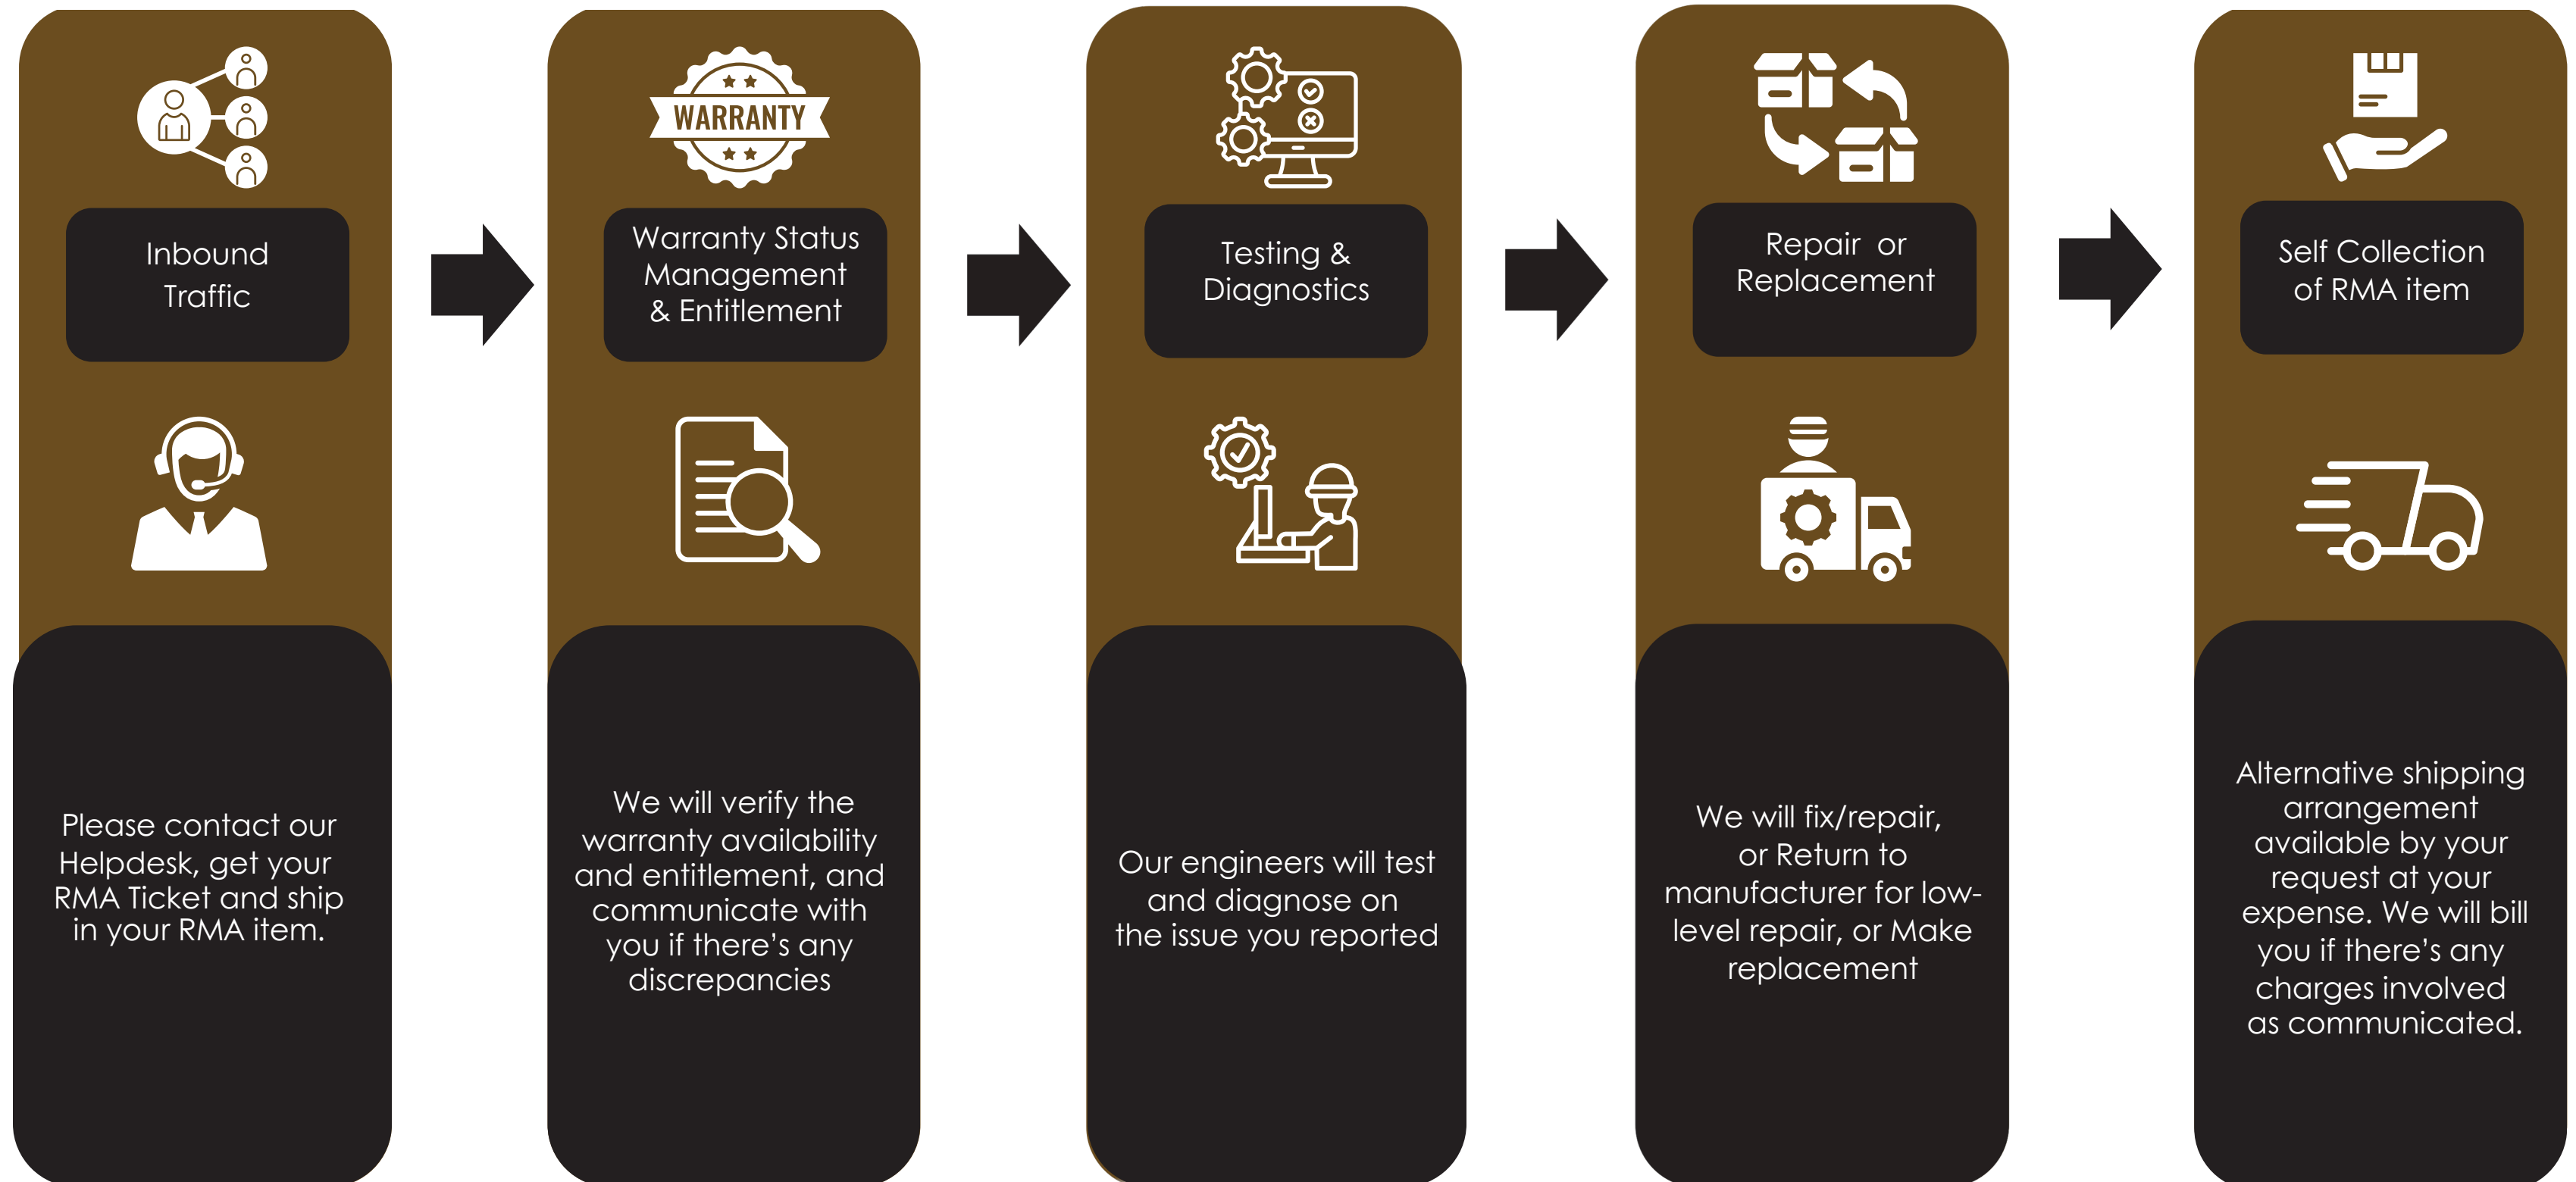 Inbound
Traffic
Please contact our
Helpdesk, get your
RMA Ticket and ship
in your RMA item.
WARRANTY
Warranty Status
Management
& Entitlement
We will verify the
warranty availability
and entitlement, and
communicate with
you if there’s any
discrepancies
Testing &
Diagnostics
Our engineers will test
and diagnose on
the issue you reported
Repair or
Replacement
We will fix/repair,
or Return to
manufacturer for low-
level repair, or Make
replacement
Self Collection
of RMA item
Alternative shipping
arrangement
available by your
request at your
expense. We will bill
you if there’s any
charges involved
as communicated.